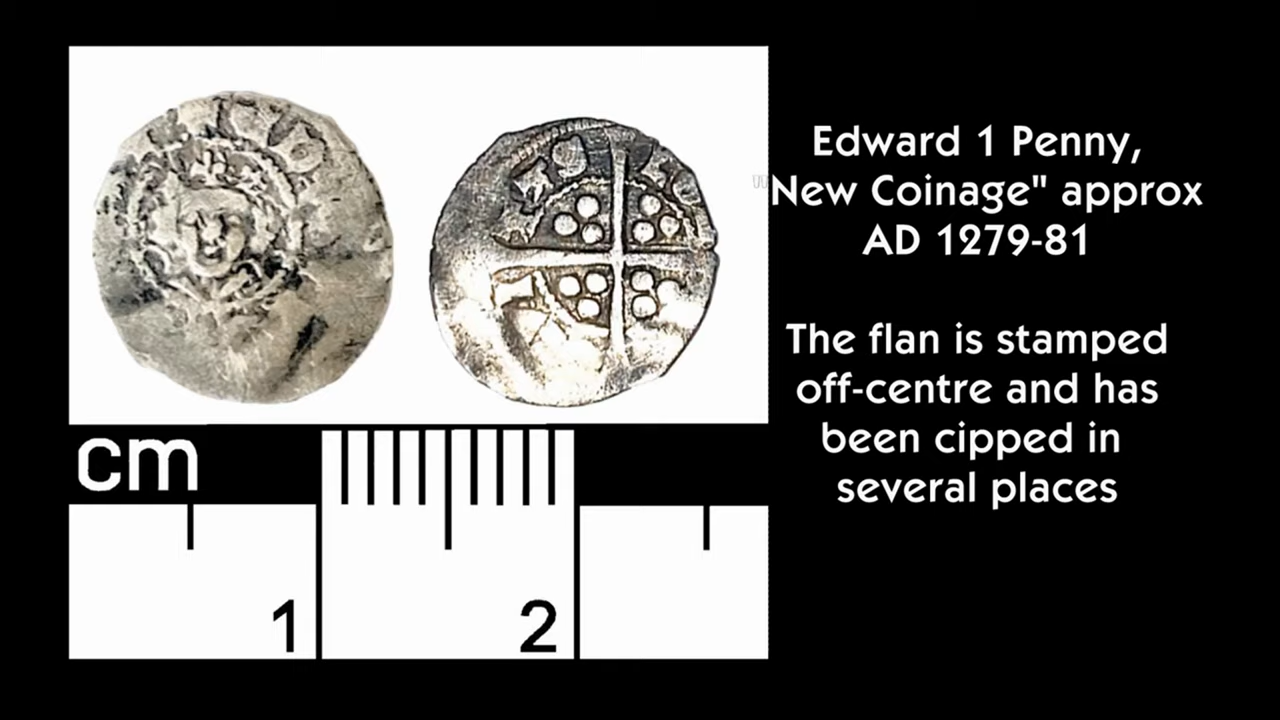 Edward 1 Penny,
"New Coinage" approx
AD 1279-81
The flan is stamped
off-centre and has
been cipped in
several places
cm
1
2